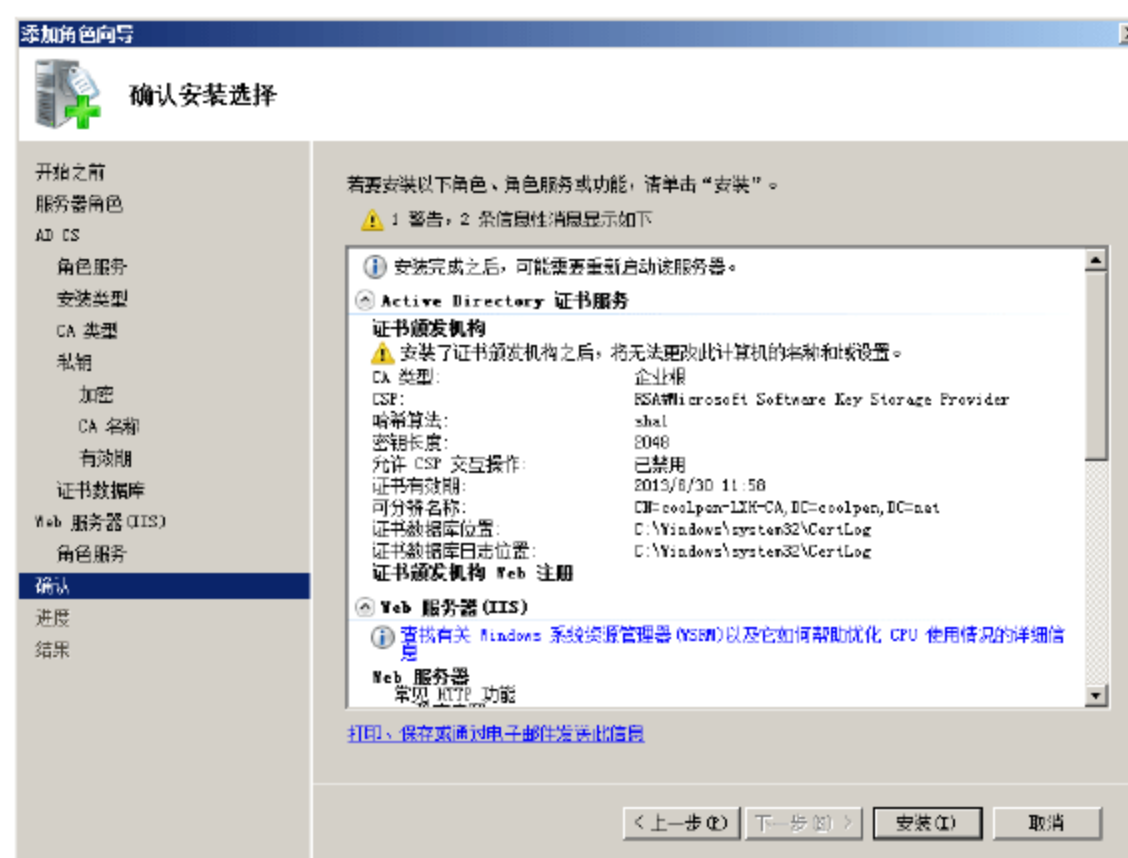 添加角色向导
确认安装选择
开始之前
服务器角色
AD CS
角色服务
安装类型
CA 类型
私钥
加密
CA 名称
有效期
证书数据库
Web 服务器(IIS)
角色服务
确认
进度
结果
若要安装以下角色、角色服务或功能，请单击“安装”。
1 警告，2 条信息性消息显示如下
安装完成之后，可能需要重新启动该服务器。
Active Directory 证书服务
证书颁发机构
安装了证书颁发机构之后，将无法更改此计算机的名称和域设置。
CA 类型: 企业根
CSP: RSA#Microsoft Software Key Storage Provider
哈希算法: sha1
密钥长度: 2048
允许 CSP 交互操作: 已禁用
证书有效期: 2013/8/30 11:58
可分辨名称: CN=coolpen-LXH-CA,DC=coolpen,DC=net
证书数据库位置: C:\Windows\system32\CertLog
证书数据库日志位置: C:\Windows\system32\CertLog
证书颁发机构 Web 注册
Web 服务器(IIS)
查找有关 Windows 系统资源管理器(WSRM)以及它如何帮助优化 CPU 使用情况的详细信
息
Web 服务器
常见 HTTP 功能
打印、保存或通过电子邮件发送此信息
< 上一步(P) 下一步(N) > 安装(I) 取消